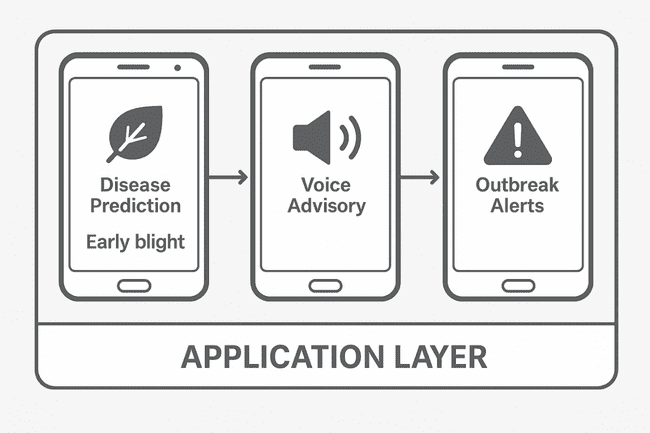 Disease
Prediction
Early blight
Voice
Advisory
Outbreak
Alerts
APPLICATION LAYER